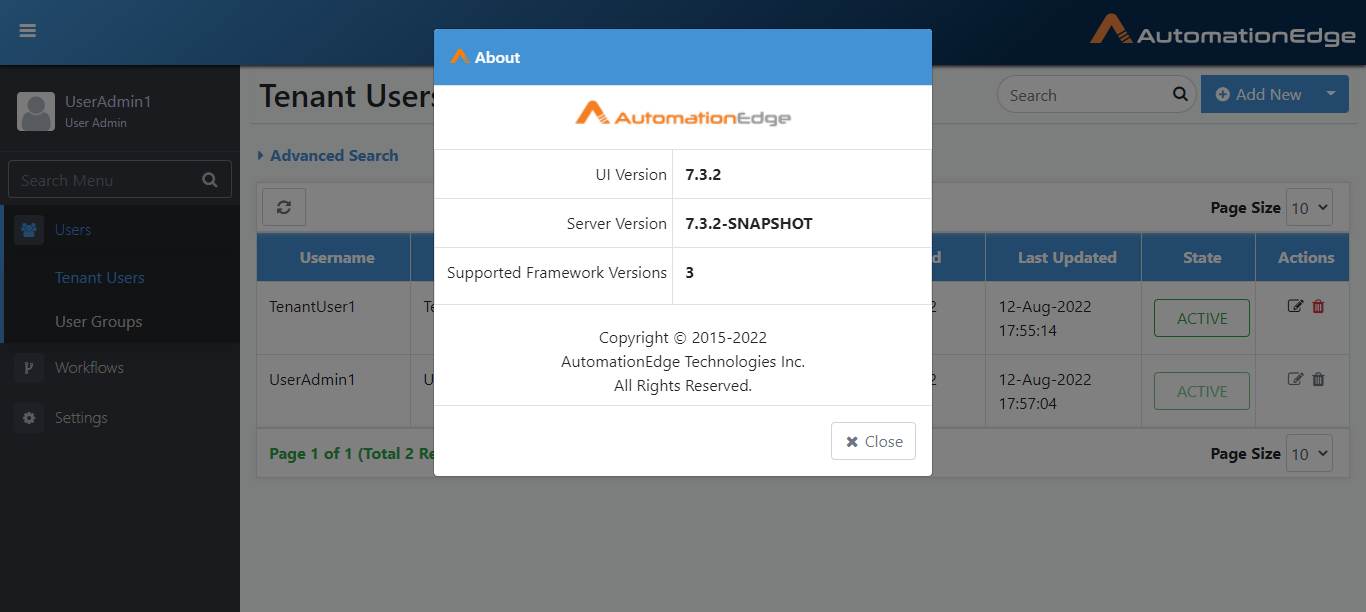 AutomationEdge
UserAdmin1
User Admin
Search Menu
Users
Tenant Users
User Groups
Workflows
Settings
Tenant Users
Search
Add New
Advanced Search
Page Size 10
Username
Last Updated
State
Actions
TenantUser1
12-Aug-2022
17:55:14
ACTIVE
UserAdmin1
12-Aug-2022
17:57:04
ACTIVE
Page 1 of 1 (Total 2 Re
Page Size 10
About
AutomationEdge
UI Version 7.3.2
Server Version 7.3.2-SNAPSHOT
Supported Framework Versions 3
Copyright © 2015-2022
AutomationEdge Technologies Inc.
All Rights Reserved.
Close